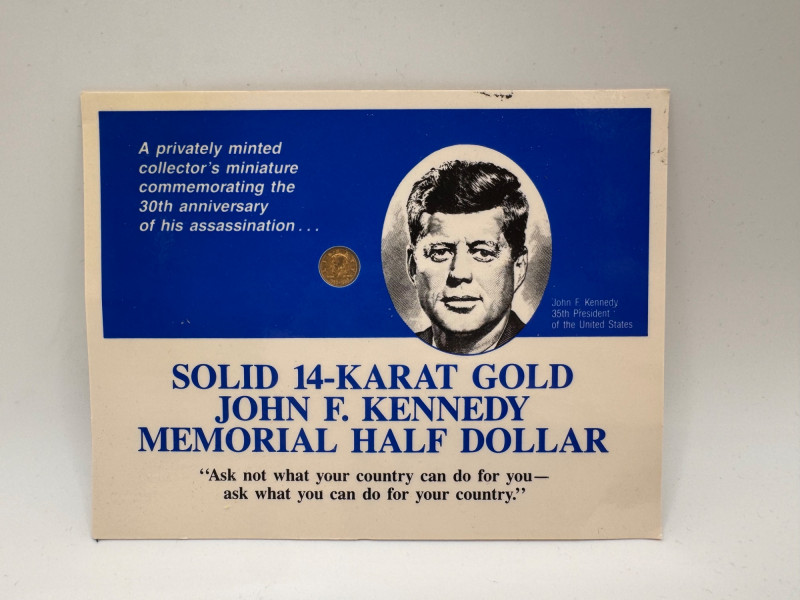 A privately minted
collector's miniature
commemorating the
30th anniversary
of his assassination...
John F. Kennedy
35th President
of the United States
SOLID 14-KARAT GOLD
JOHN F. KENNEDY
MEMORIAL HALF DOLLAR
“Ask not what your country can do for you—
ask what you can do for your country.”